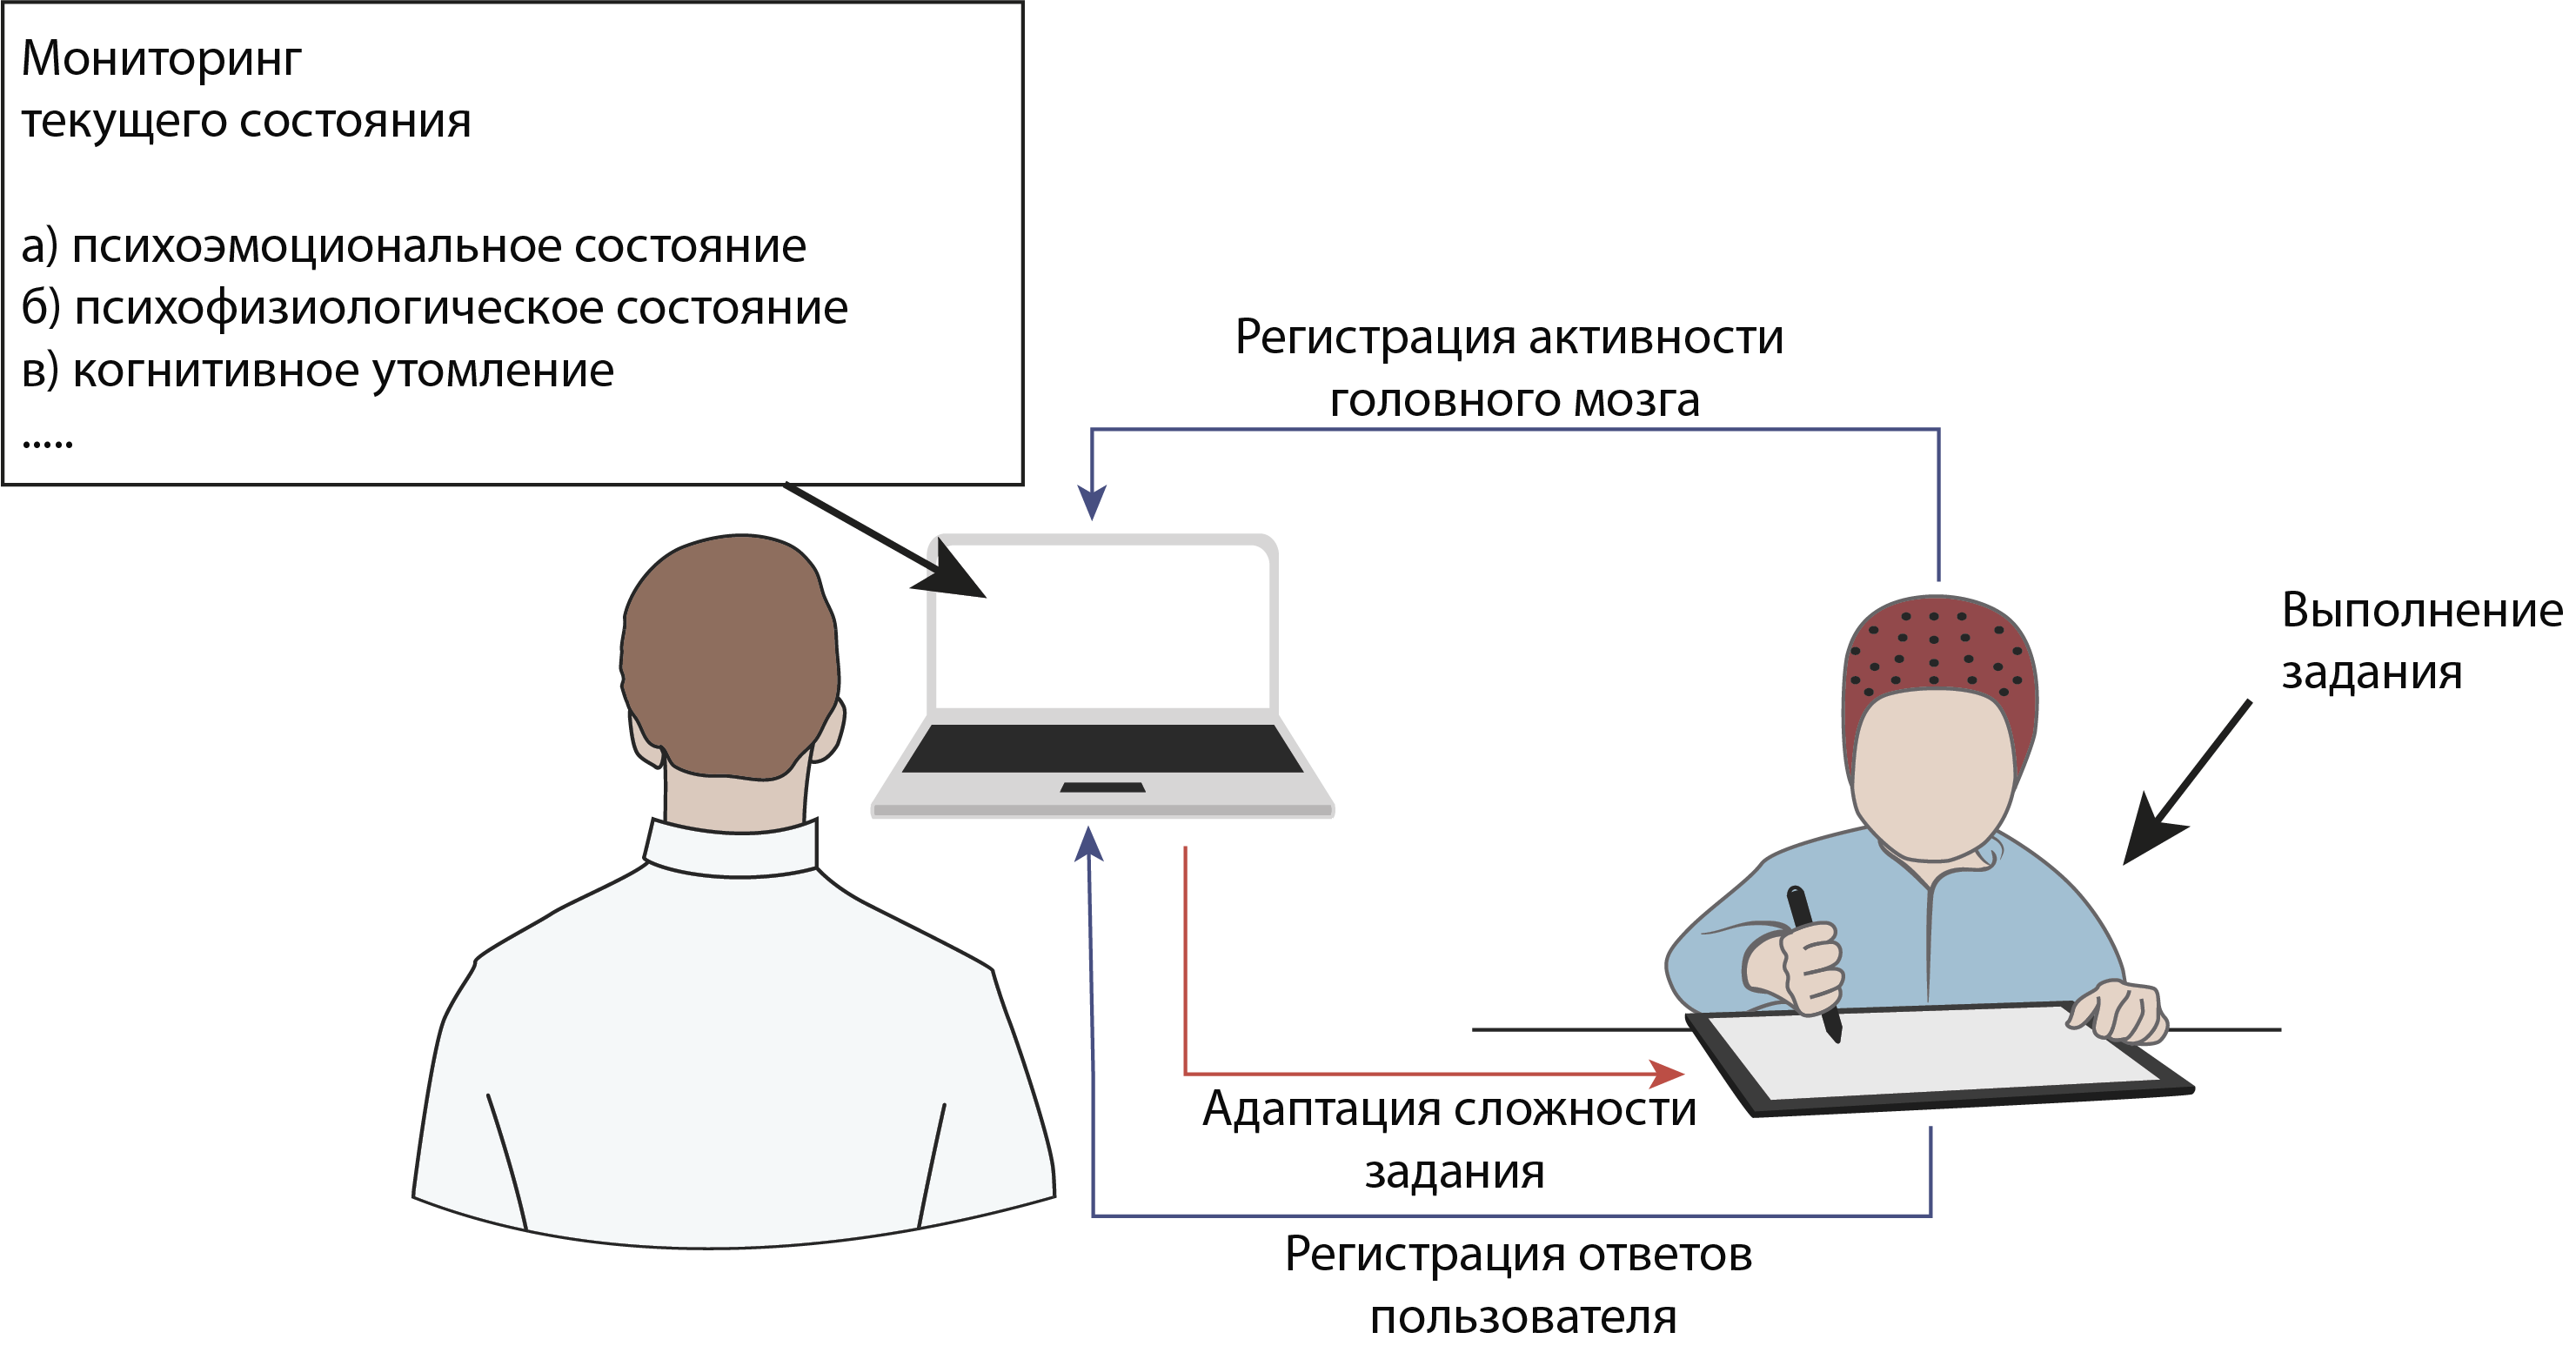 Мониторинг
текущего состояния
а) психоэмоциональное состояние
б) психофизиологическое состояние
в) когнитивное утомление
.....
Регистрация активности
головного мозга
Выполнение
задания
Адаптация сложности
задания
Регистрация ответов
пользователя